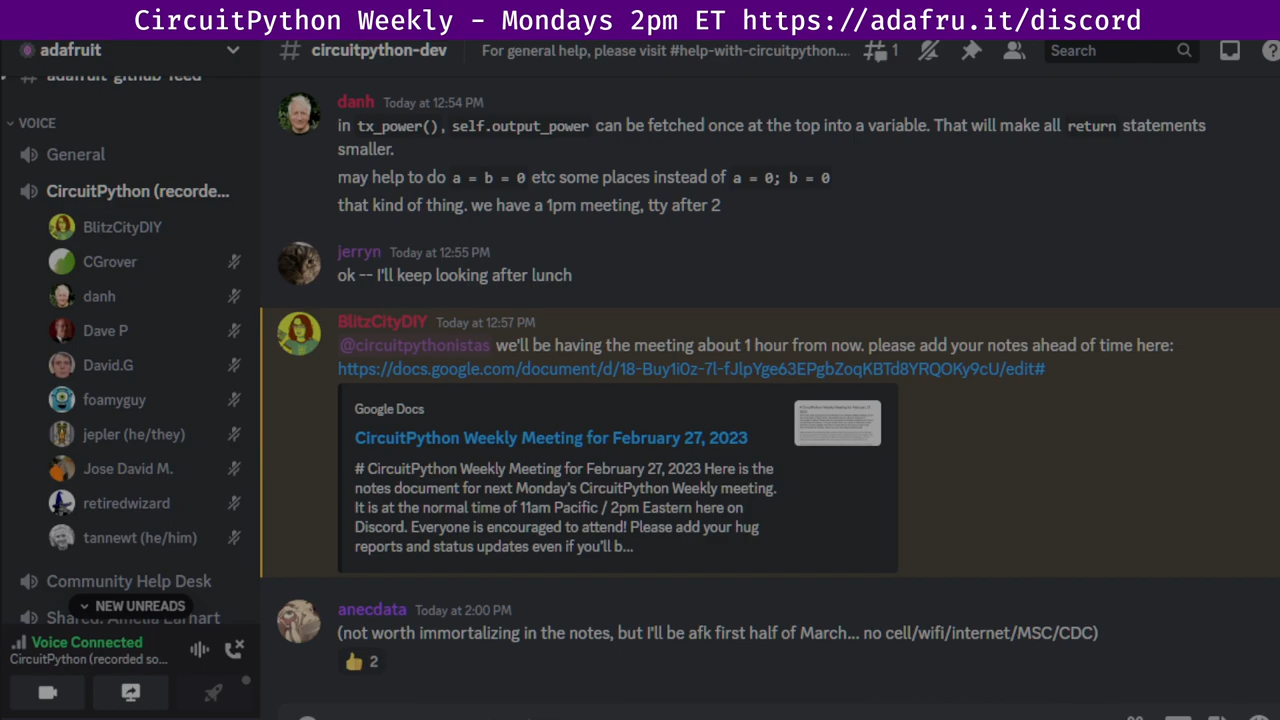 CircuitPython Weekly - Mondays 2pm ET https://adafru.it/discord
adafruit
# circuitpython-dev
For general help, please visit #help-with-circuitpython....
1
Search
# adafruit-github-feed
VOICE
General
CircuitPython (recorde...
BlitzCityDIY
CGrover
danh
Dave P
David.G
foamyguy
jepler (he/they)
Jose David M.
retiredwizard
tannewt (he/him)
Community Help Desk
NEW UNREADS
Shared: Amelia Earhart
Voice Connected
CircuitPython (recorded so...
danh Today at 12:54 PM
in tx_power(), self.output_power can be fetched once at the top into a variable. That will make all return statements
smaller.
may help to do a = b = 0 etc some places instead of a = 0; b = 0
that kind of thing. we have a 1pm meeting, tty after 2
jerryn Today at 12:55 PM
ok -- I'll keep looking after lunch
BlitzCityDIY Today at 12:57 PM
@circuitpythonistas we'll be having the meeting about 1 hour from now. please add your notes ahead of time here:
https://docs.google.com/document/d/18-Buy1i0z-7l-fJlpYge63EPgbZoqKBTd8YRQOKy9cU/edit#
Google Docs
CircuitPython Weekly Meeting for February 27, 2023
# CircuitPython Weekly Meeting for February 27, 2023 Here is the
notes document for next Monday's CircuitPython Weekly meeting.
It is at the normal time of 11am Pacific / 2pm Eastern here on
Discord. Everyone is encouraged to attend! Please add your hug
reports and status updates even if you'll b...
anecdata Today at 2:00 PM
(not worth immortalizing in the notes, but I'll be afk first half of March... no cell/wifi/internet/MSC/CDC)
👍 2